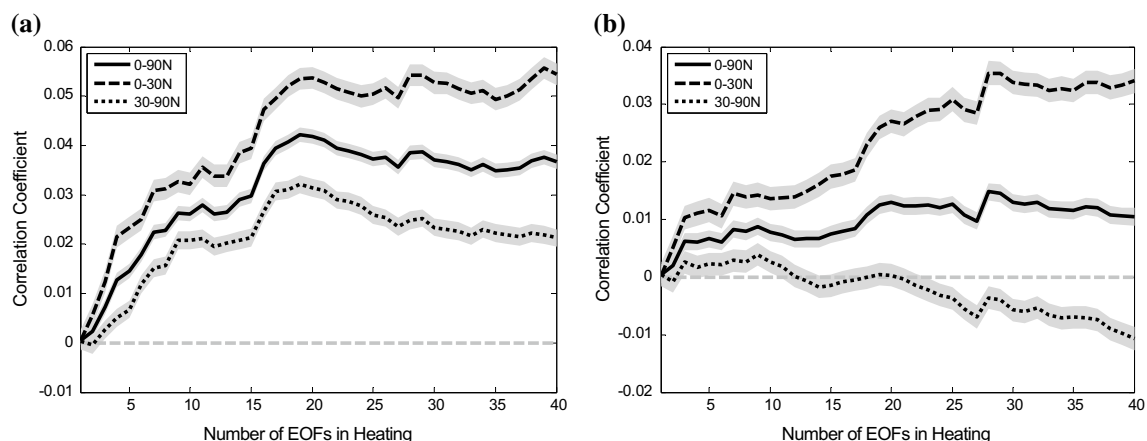 (a)
0.06
0.05
0.04
0.03
0.02
0.01
0
-0.01
Correlation Coefficient
0-90N
0-30N
30-90N
5 10 15 20 25 30 35 40
Number of EOFs in Heating
(b)
0.04
0.03
0.02
0.01
0
-0.01
-0.02
Correlation Coefficient
0-90N
0-30N
30-90N
5 10 15 20 25 30 35 40
Number of EOFs in Heating